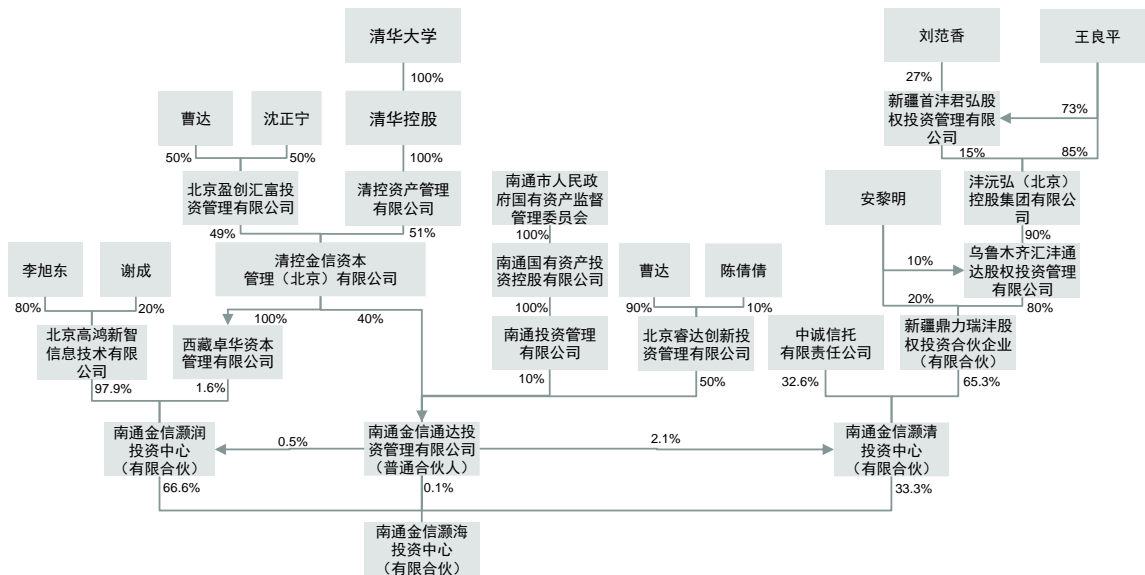 清华大学
刘范香
王良平
100%
27%
曹达
沈正宁
清华控股
新疆首沣君弘股
权投资管理有限
公司
73%
50%
50%
100%
15%
85%
北京盈创汇富投
资管理有限公司
清控资产管理
有限公司
南通市人民政
府国有资产监督
管理委员会
安黎明
沣沅弘（北京）
控股集团有限公
司
49%
51%
100%
90%
李旭东
谢成
清控金信资本
管理（北京）有限公司
南通国有资产投
资控股有限公司
曹达
陈倩倩
10%
乌鲁木齐汇沣通
达股权投资管理
有限公司
80%
20%
100%
40%
100%
90%
10%
20%
80%
北京高鸿新智
信息技术有限公
司
西藏卓华资本
管理有限公司
南通投资管理
有限公司
北京睿达创新投
资管理有限公司
中诚信托
有限责任公司
新疆鼎力瑞沣股
权投资合伙企业
（有限合伙）
97.9%
1.6%
10%
50%
32.6%
65.3%
南通金信灏润
投资中心
（有限合伙）
0.5%
南通金信通达投
资管理有限公司
（普通合伙人）
2.1%
南通金信灏清
投资中心
（有限合伙）
66.6%
0.1%
33.3%
南通金信灏海
投资中心
（有限合伙）